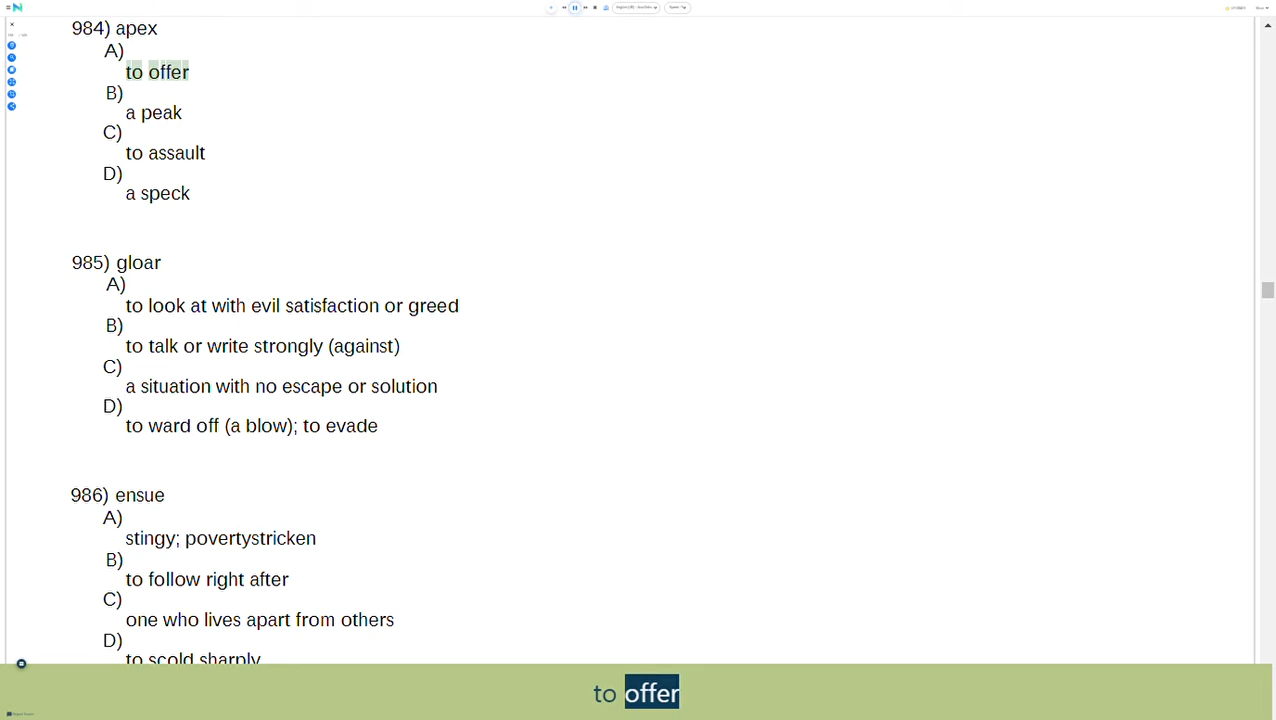 984) apex
A)
to offer
B)
a peak
C)
to assault
D)
a speck
985) gloar
A)
to look at with evil satisfaction or greed
B)
to talk or write strongly (against)
C)
a situation with no escape or solution
D)
to ward off (a blow); to evade
986) ensue
A)
stingy; povertystricken
B)
to follow right after
C)
one who lives apart from others
D)
to scold sharply
to offer